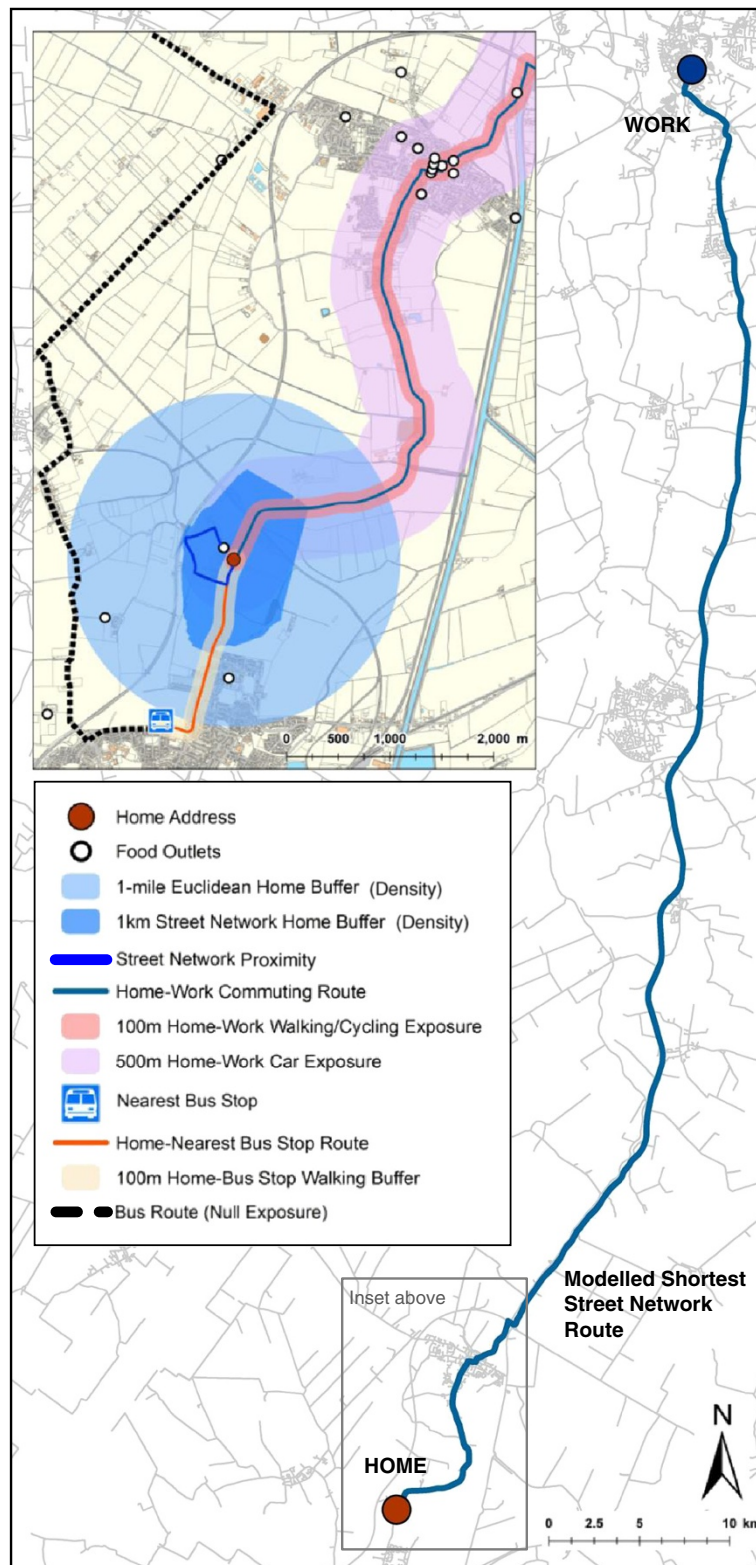 WORK
0 500 1,000 2,000 m
Home Address
Food Outlets
1-mile Euclidean Home Buffer (Density)
1km Street Network Home Buffer (Density)
Street Network Proximity
Home-Work Commuting Route
100m Home-Work Walking/Cycling Exposure
500m Home-Work Car Exposure
Nearest Bus Stop
Home-Nearest Bus Stop Route
100m Home-Bus Stop Walking Buffer
Bus Route (Null Exposure)
Inset above
Modelled Shortest
Street Network
Route
HOME
N
0 2.5 5 10 km